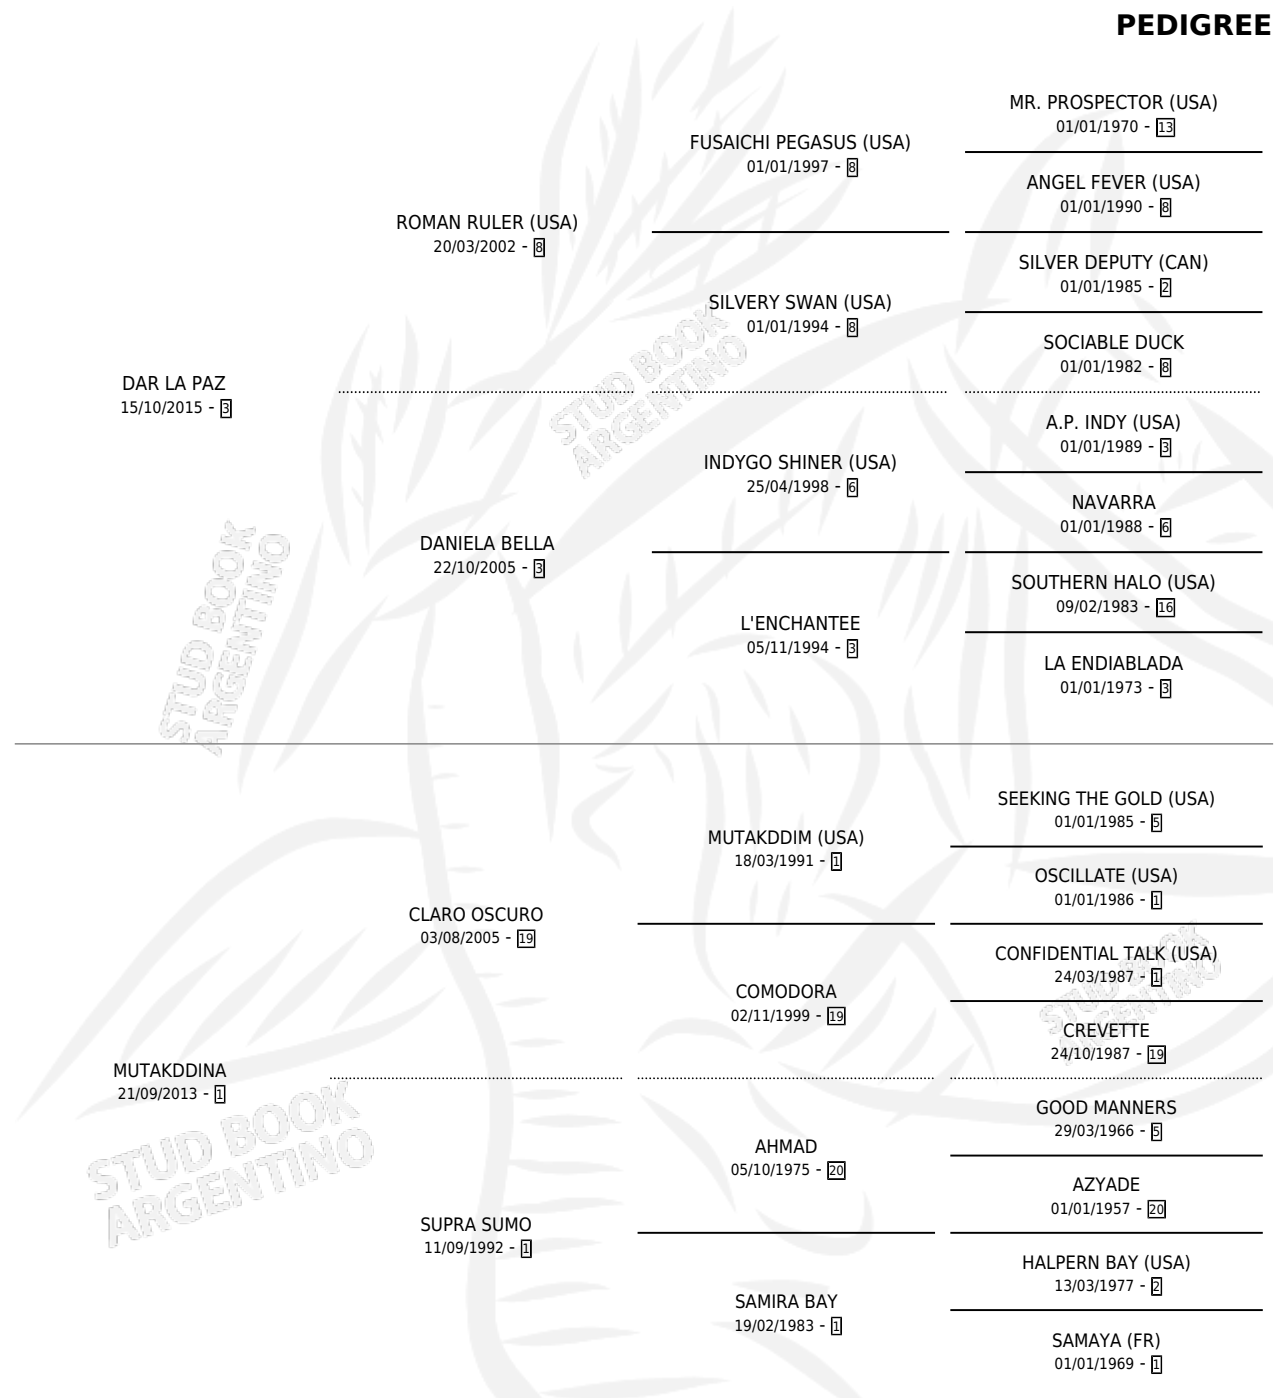 PEDIGREE
MR. PROSPECTOR (USA)
01/01/1970 - 13
FUSAICHI PEGASUS (USA)
01/01/1997 - 8
ANGEL FEVER (USA)
01/01/1990 - 8
ROMAN RULER (USA)
20/03/2002 - 8
SILVER DEPUTY (CAN)
01/01/1985 - 2
SILVERY SWAN (USA)
01/01/1994 - 8
SOCIABLE DUCK
01/01/1982 - 8
DAR LA PAZ
15/10/2015 - 3
A.P. INDY (USA)
01/01/1989 - 3
INDYGO SHINER (USA)
25/04/1998 - 6
NAVARRA
01/01/1988 - 6
DANIELA BELLA
22/10/2005 - 3
SOUTHERN HALO (USA)
09/02/1983 - 16
L'ENCHANTEE
05/11/1994 - 3
LA ENDIABLADA
01/01/1973 - 3
SEEKING THE GOLD (USA)
01/01/1985 - 5
MUTAKDDIM (USA)
18/03/1991 - 1
OSCILLATE (USA)
01/01/1986 - 1
CLARO OSCURO
03/08/2005 - 19
CONFIDENTIAL TALK (USA)
24/03/1987 - 1
COMODORA
02/11/1999 - 19
CREVETTE
24/10/1987 - 19
MUTAKDDINA
21/09/2013 - 1
GOOD MANNERS
29/03/1966 - 5
AHMAD
05/10/1975 - 20
AZYADE
01/01/1957 - 20
SUPRA SUMO
11/09/1992 - 1
HALPERN BAY (USA)
13/03/1977 - 2
SAMIRA BAY
19/02/1983 - 1
SAMAYA (FR)
01/01/1969 - 1
STUD BOOK
ARGENTINO
STUD BOOK
ARGENTINO
STUD BOOK
ARGENTINO
STUD BOOK
ARGENTINO